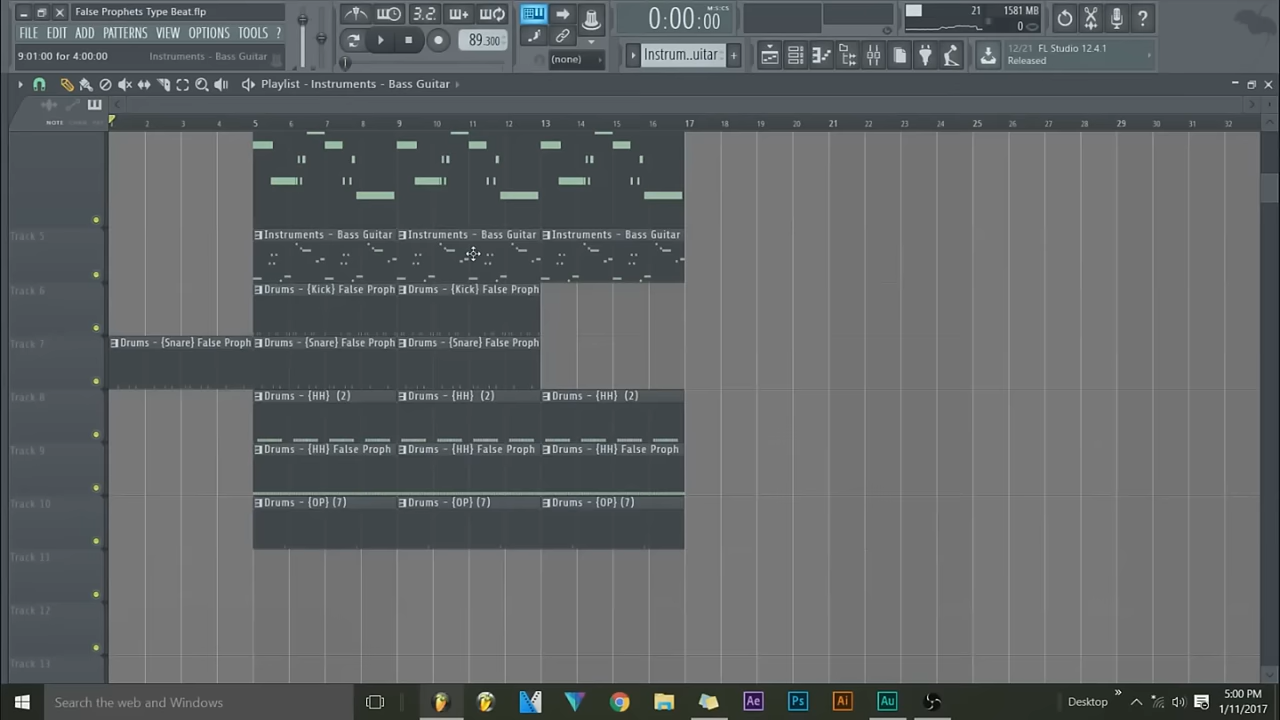 False Prophets Type Beat.flp
FILE EDIT ADD PATTERNS VIEW OPTIONS TOOLS ?
9:01:00 for 4:00:00 Instruments - Bass Guitar
3.2.
89.300
(none)
0:00:00
Instrum..uitar +
21 1581 MB
0
12/21 FL Studio 12.4.1
Released
Playlist - Instruments - Bass Guitar
NOTE
1 2 3 4 5 6 7 8 9 10 11 12 13 14 15 16 17 18 19 20 21 22 23 24 25 26 27 28 29 30 31 32
Track 5
Instruments - Bass Guitar Instruments - Bass Guitar Instruments - Bass Guitar
Track 6
Drums - {Kick} False Proph Drums - {Kick} False Proph
Track 7
Drums - {Snare} False Proph Drums - {Snare} False Proph Drums - {Snare} False Proph
Track 8
Drums - {HH} (2) Drums - {HH} (2) Drums - {HH} (2)
Track 9
Drums - {HH} False Proph Drums - {HH} False Proph Drums - {HH} False Proph
Track 10
Drums - {OP} (7) Drums - {OP} (7) Drums - {OP} (7)
Track 11
Track 12
Track 13
Search the web and Windows
Ae Ps Ai Au
Desktop
5:00 PM
1/11/2017